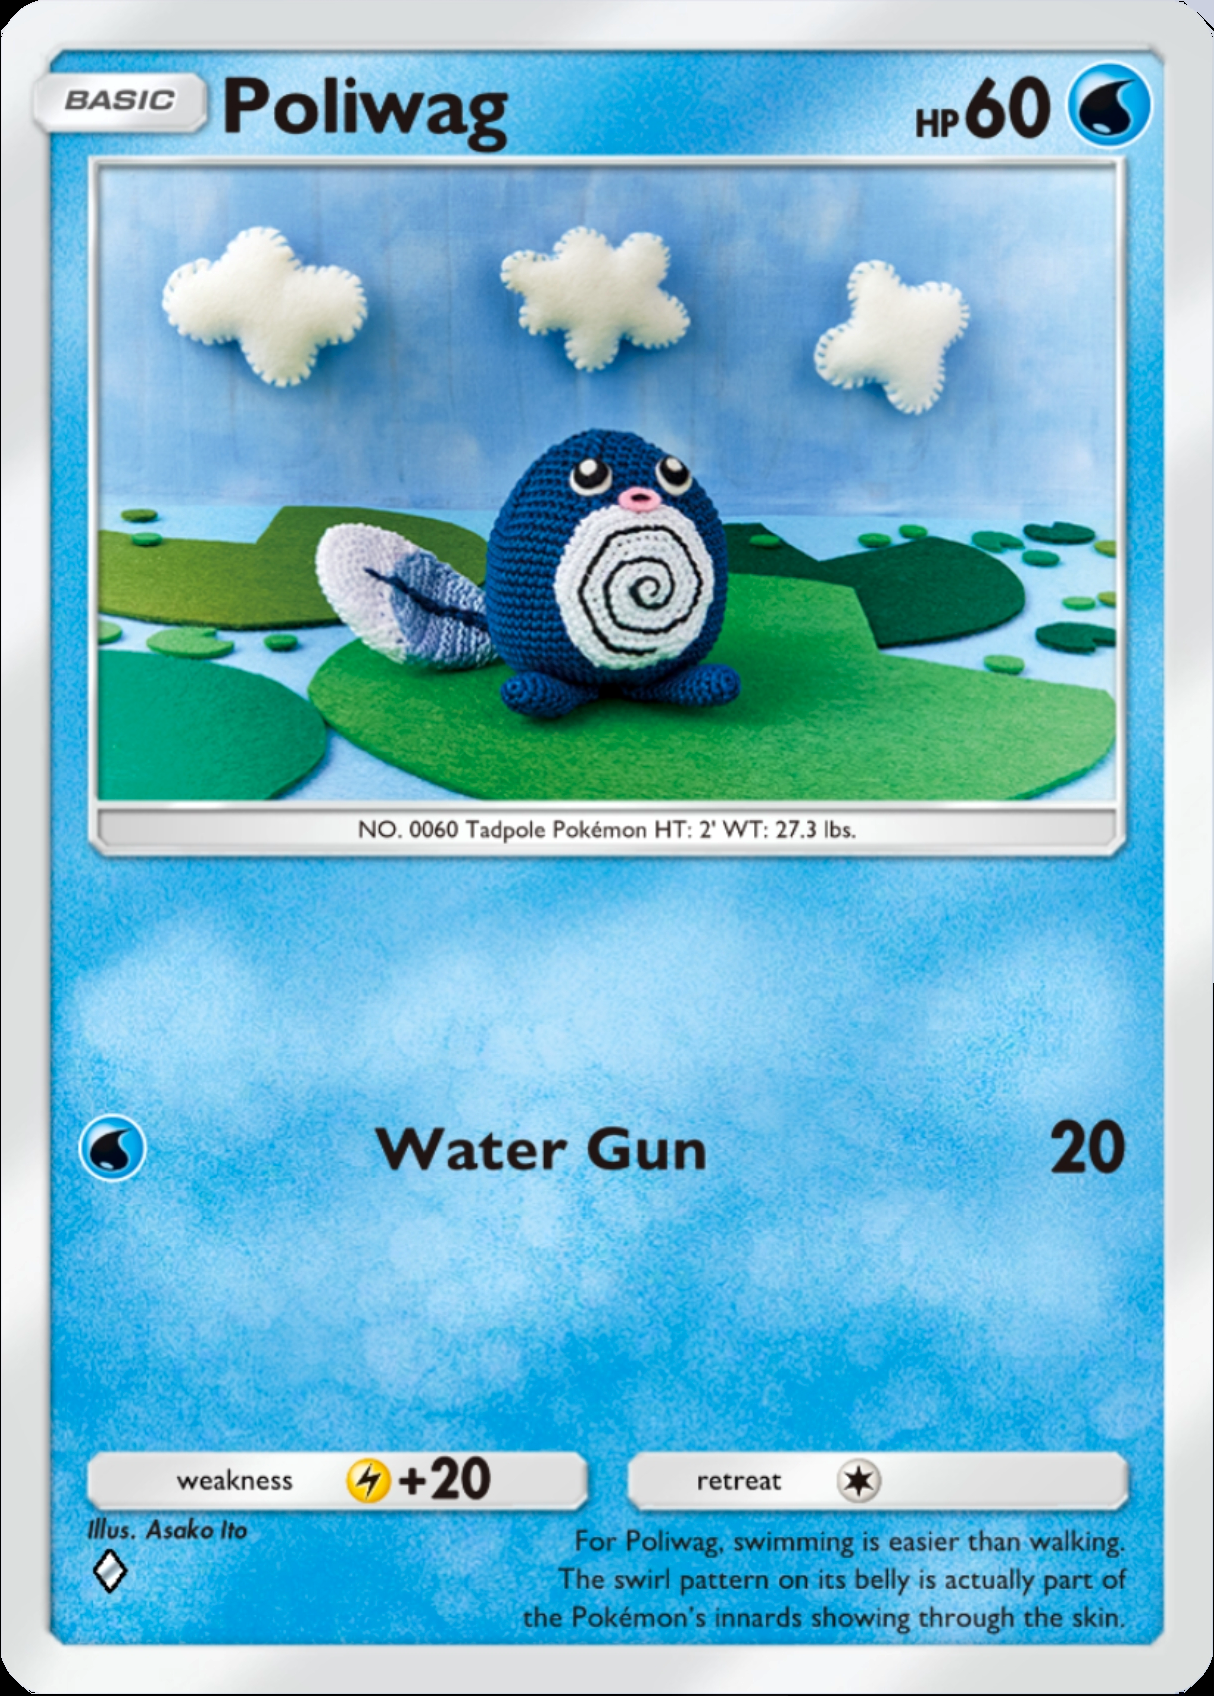 BASIC Poliwag HP60
NO. 0060 Tadpole Pokémon HT: 2' WT: 27.3 lbs.
Water Gun 20
weakness +20 retreat
Illus. Asako Ito
For Poliwag, swimming is easier than walking.
The swirl pattern on its belly is actually part of
the Pokémon's innards showing through the skin.